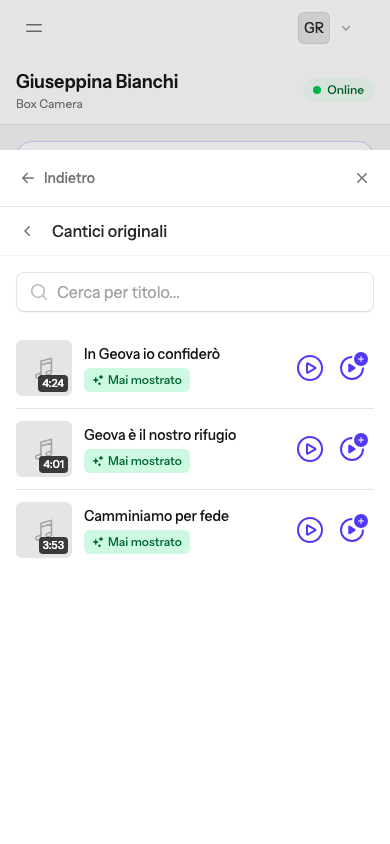 GR
Giuseppina Bianchi
Online
Box Camera
Indietro
Cantici originali
Cerca per titolo...
In Geova io confiderò
4:24
Mai mostrato
Geova è il nostro rifugio
4:01
Mai mostrato
Camminiamo per fede
3:53
Mai mostrato